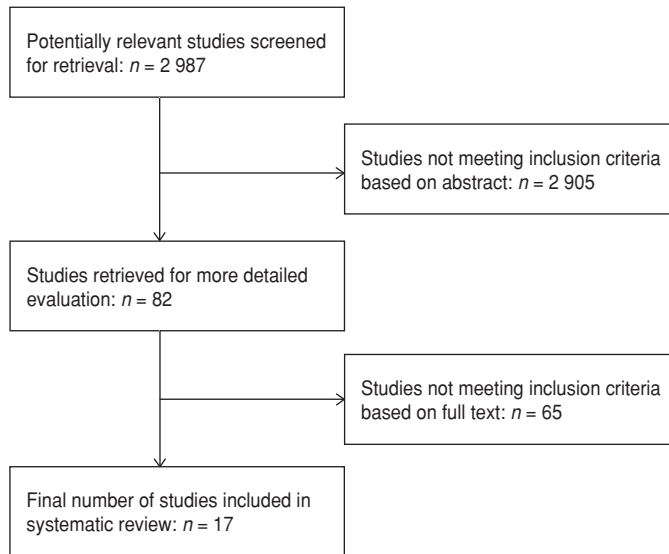 Potentially relevant studies screened
for retrieval: n = 2 987
Studies not meeting inclusion criteria
based on abstract: n = 2 905
Studies retrieved for more detailed
evaluation: n = 82
Studies not meeting inclusion criteria
based on full text: n = 65
Final number of studies included in
systematic review: n = 17